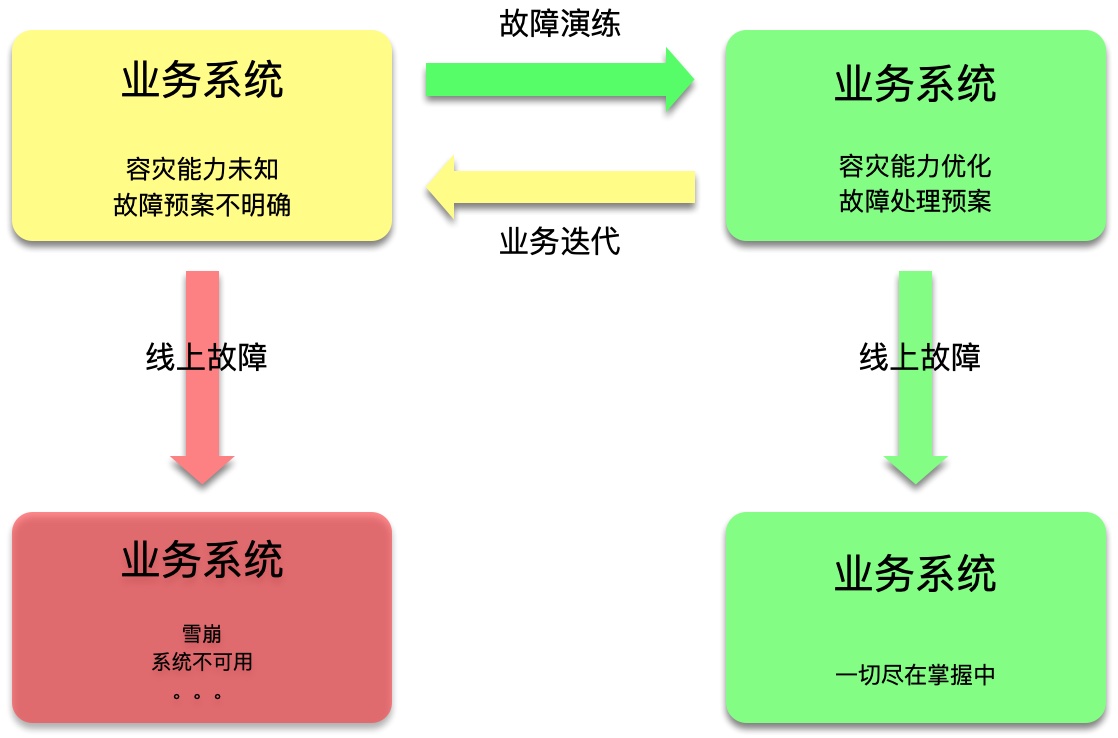 故障演练
业务系统
容灾能力未知
故障预案不明确
业务系统
容灾能力优化
故障处理预案
业务迭代
线上故障
线上故障
业务系统
雪崩
系统不可用
。。。
业务系统
一切尽在掌握中